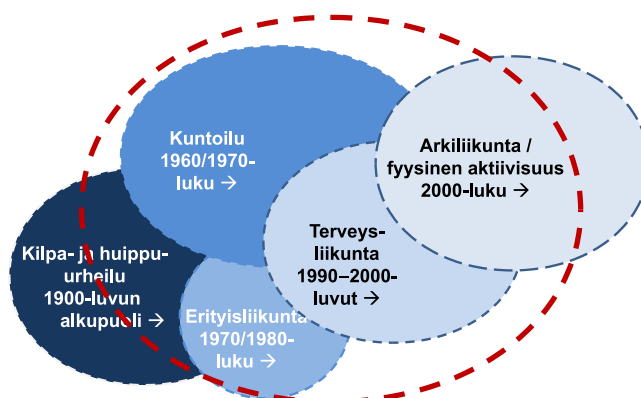 Kuntoilu
1960/1970-
luku →
Arkiliikunta /
fyysinen aktiivisuus
2000-luku →
Terveys-
liikunta
1990–2000-
luvut →
Kilpa- ja huippu-
urheilu
1900-luvun
alkupuoli →
Erityisliikunta
1970/1980-
luku →